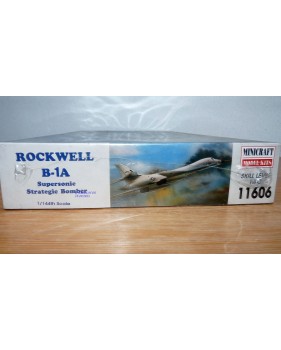 ROCKWELL
B-1A
Supersonic
Strategic Bomber
1/144th Scale
MINICRAFT
MODEL KITS
SKILL LEVEL
11606